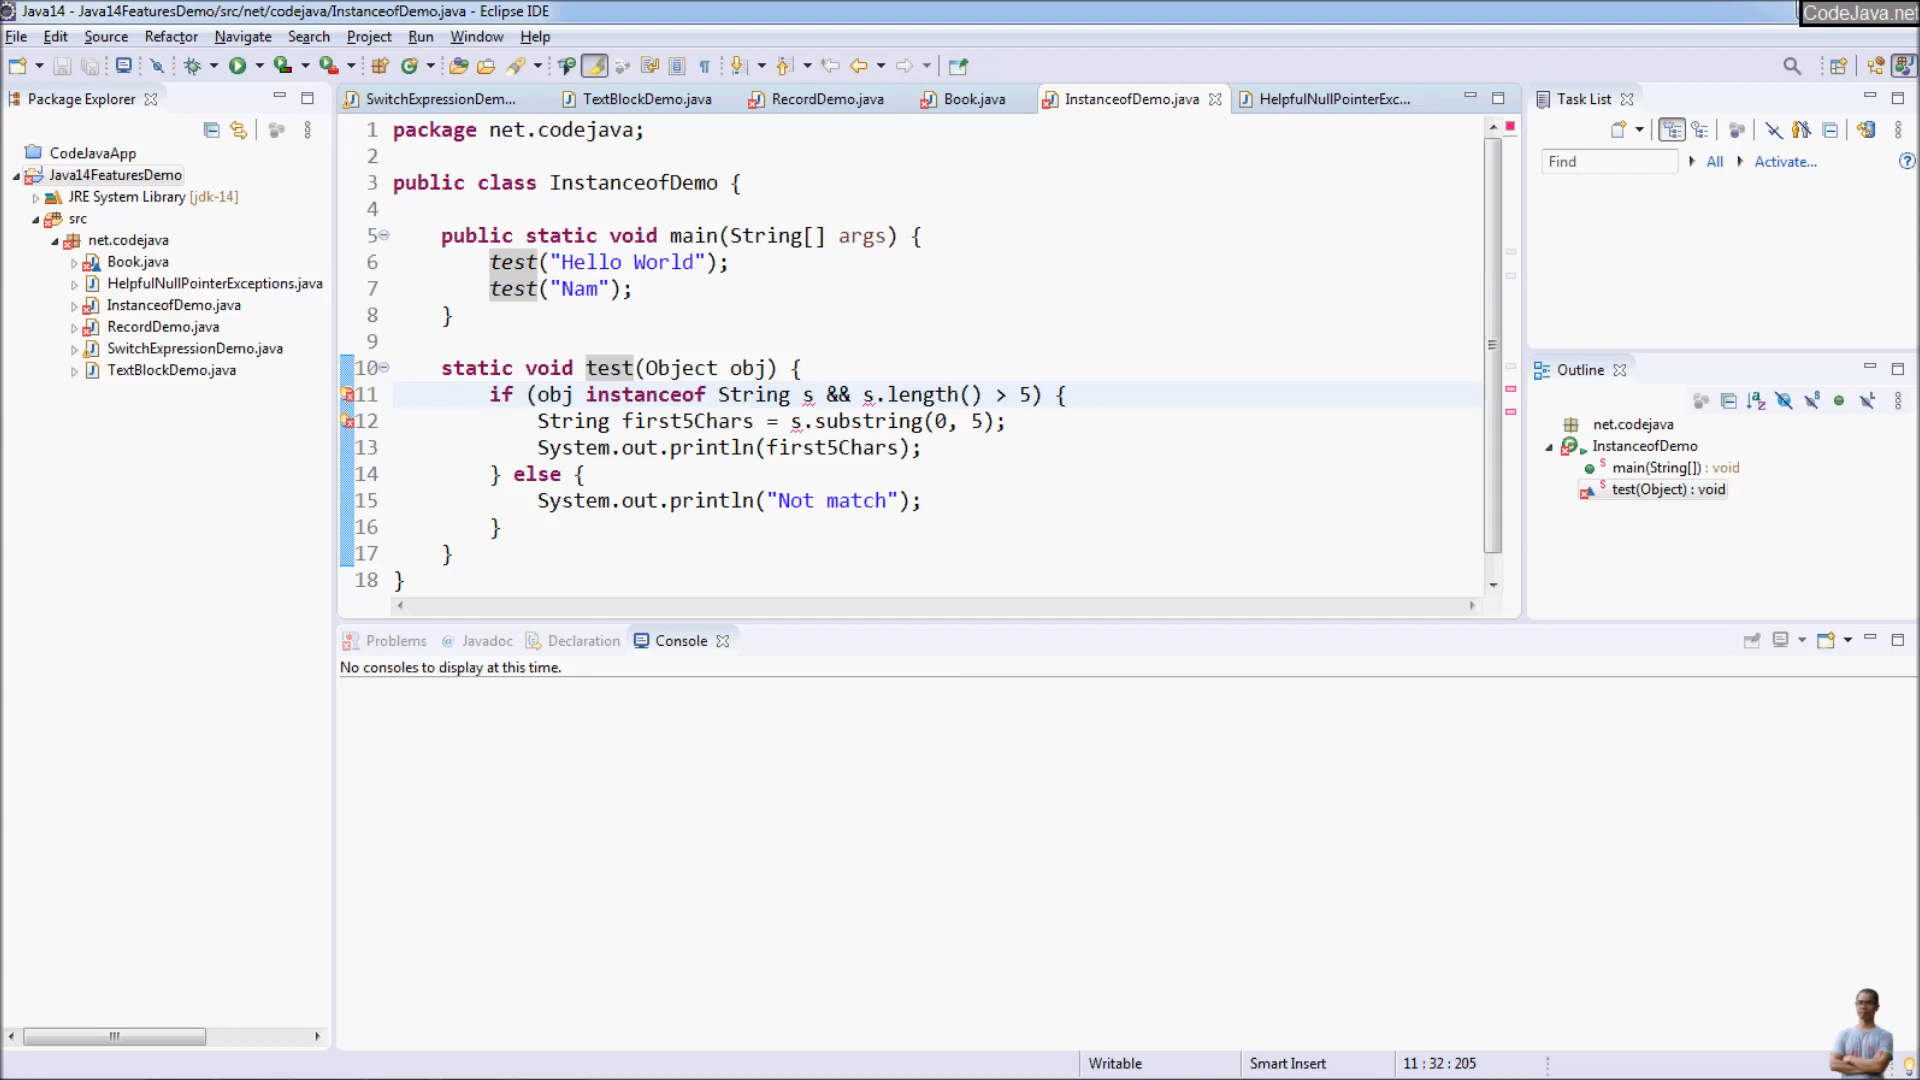 Java14 - Java14FeaturesDemo/src/net/codejava/InstanceofDemo.java - Eclipse IDE
CodeJava.net
File Edit Source Refactor Navigate Search Project Run Window Help
Package Explorer
CodeJavaApp
Java14FeaturesDemo
JRE System Library [jdk-14]
src
net.codejava
Book.java
HelpfulNullPointerExceptions.java
InstanceofDemo.java
RecordDemo.java
SwitchExpressionDemo.java
TextBlockDemo.java
SwitchExpressionDem... TextBlockDemo.java RecordDemo.java Book.java InstanceofDemo.java HelpfulNullPointerExc...
1 package net.codejava;
2
3 public class InstanceofDemo {
4
5 public static void main(String[] args) {
6 test("Hello World");
7 test("Nam");
8 }
9
10 static void test(Object obj) {
11 if (obj instanceof String s && s.length() > 5) {
12 String first5Chars = s.substring(0, 5);
13 System.out.println(first5Chars);
14 } else {
15 System.out.println("Not match");
16 }
17 }
18 }
Task List
Find All Activate...
Outline
net.codejava
InstanceofDemo
main(String[]) : void
test(Object) : void
Problems @ Javadoc Declaration Console
No consoles to display at this time.
Writable Smart Insert 11 : 32 : 205